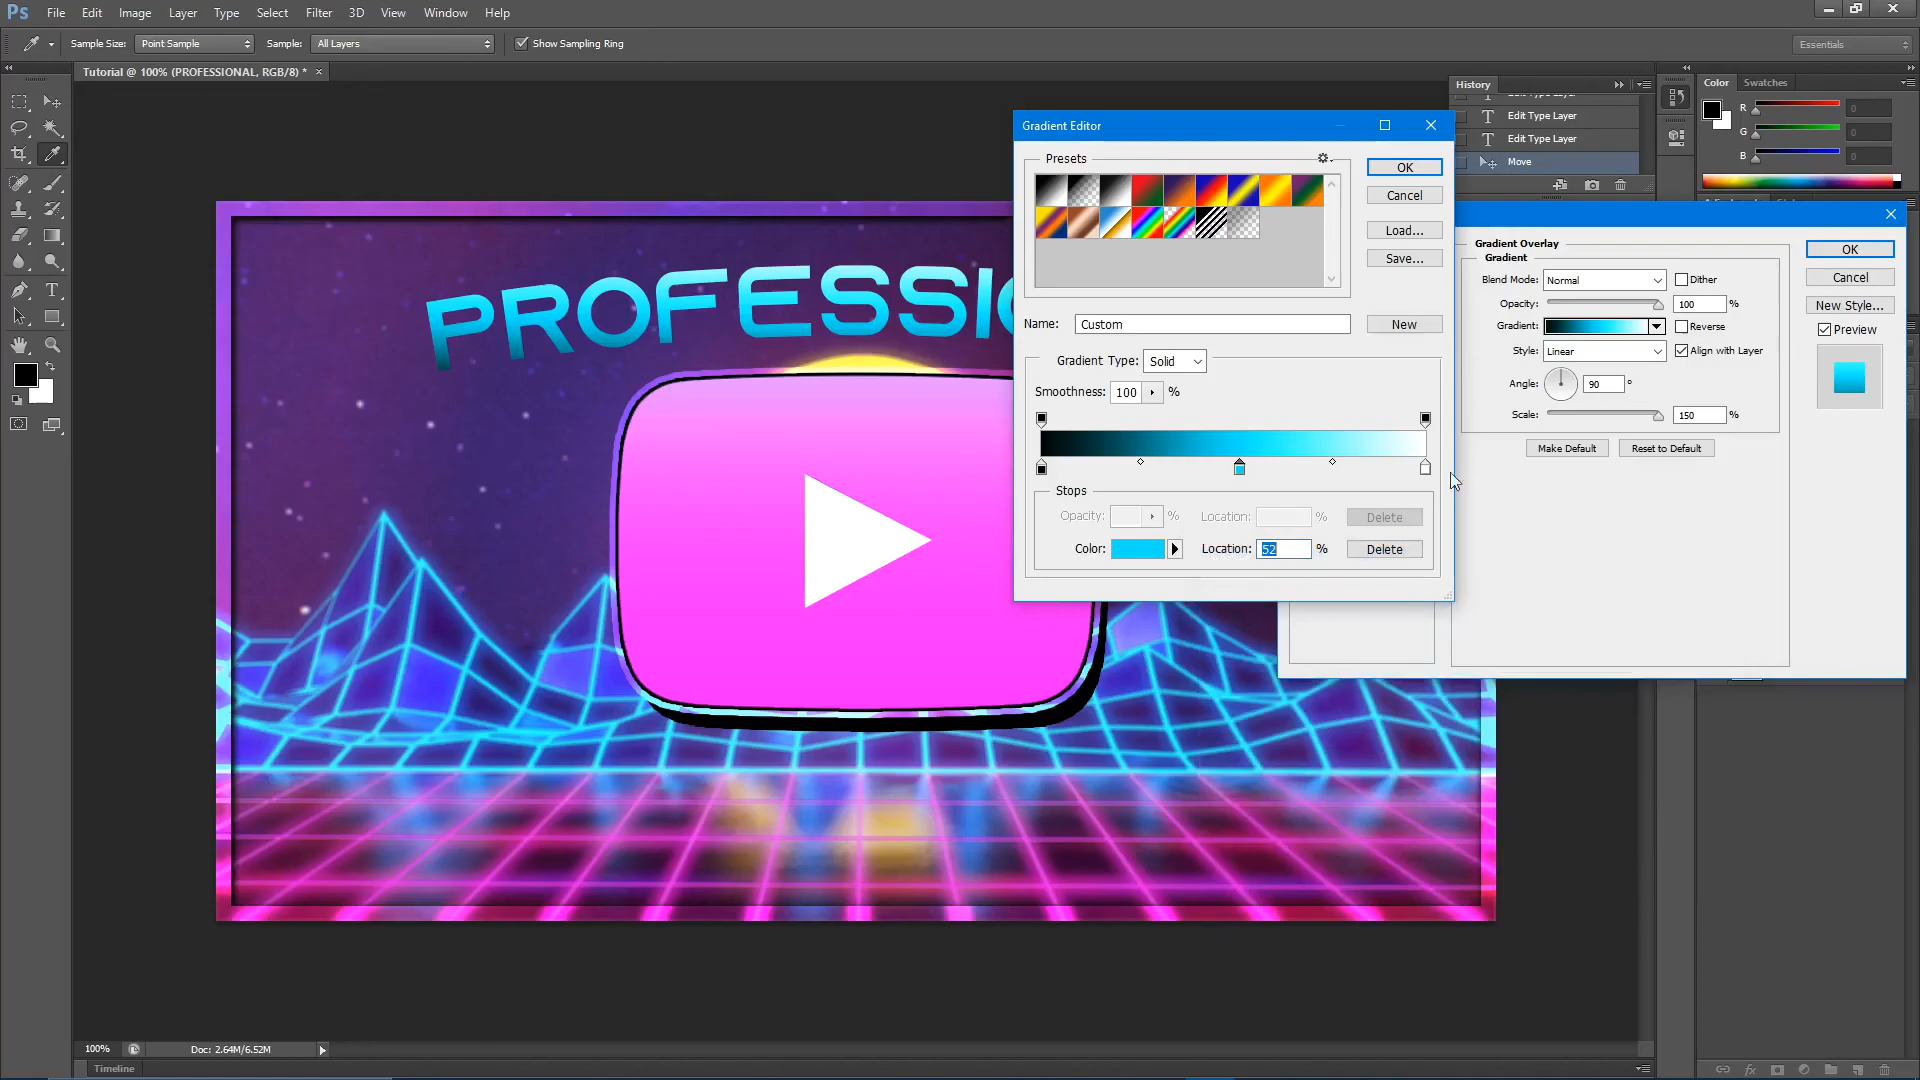 Ps File Edit Image Layer Type Select Filter 3D View Window Help
Sample Size: Point Sample Sample: All Layers Show Sampling Ring Essentials
Tutorial @ 100% (PROFESSIONAL, RGB/8) * ×
History
Edit Type Layer
Edit Type Layer
Move
Color Swatches
R 0
G 0
B 0
PROFESSIO
Gradient Editor
Presets
OK
Cancel
Load...
Save...
Name: Custom New
Gradient Type: Solid
Smoothness: 100 %
Stops
Opacity: % Location: % Delete
Color: Location: 52 % Delete
Gradient Overlay
Gradient
Blend Mode: Normal Dither
Opacity: 100 %
Gradient: Reverse
Style: Linear Align with Layer
Angle: 90 °
Scale: 150 %
Make Default Reset to Default
OK
Cancel
New Style...
Preview
100% Doc: 2.64M/6.52M
Timeline
fx